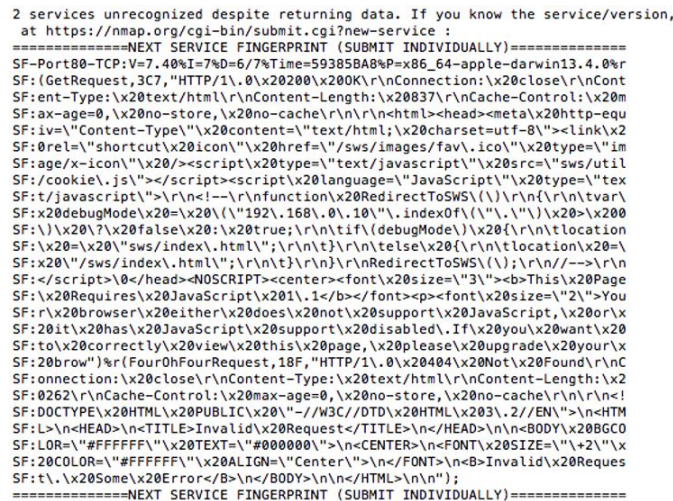 2 services unrecognized despite returning data. If you know the service/version,
at https://nmap.org/cgi-bin/submit.cgi?new-service :
==============NEXT SERVICE FINGERPRINT (SUBMIT INDIVIDUALLY)==============
SF-Port80-TCP:V=7.40%I=7%D=6/7%Time=59385BA8%P=x86_64-apple-darwin13.4.0%r
SF:(GetRequest,3C7,"HTTP/1\.0\x20200\x20OK\r\nConnection:\x20close\r\nCont
SF:ent-Type:\x20text/html\r\nContent-Length:\x20837\r\nCache-Control:\x20m
SF:ax-age=0,\x20no-store,\x20no-cache\r\n\r\n<html><head><meta\x20http-equ
SF:iv=\"Content-Type\"\x20content=\"text/html;\x20charset=utf-8\"><link\x2
SF:0rel=\"shortcut\x20icon\"\x20href=\"/sws/images/fav\.ico\"\x20type=\"im
SF:age/x-icon\"\x20/><script\x20type=\"text/javascript\"\x20src=\"sws/util
SF:/cookie\.js\"></script><script\x20language=\"JavaScript\"\x20type=\"tex
SF:t/javascript\">\r\n<!--\r\nfunction\x20RedirectToSWS\(\)\r\n{\r\n\tvar\
SF:x20debugMode\x20=\x20\(\"192\.168\.0\.10\"\.indexOf\(\"\.\"\)\x20>\x200
SF:\)\x20\?\x20false\x20:\x20true;\r\n\tif\(debugMode\)\x20{\r\n\t\tlocation
SF:\x20=\x20\"sws/index\.html\";\r\n\t}\r\n\telse\x20{\r\n\t\tlocation\x20=\
SF:x20\"/sws/index\.html\";\r\n\t}\r\n}\r\nRedirectToSWS\(\);\r\n//-->\r\n
SF:</script>\0</head><NOSCRIPT><center><font\x20size=\"3\"><b>This\x20Page
SF:\x20Requires\x20JavaScript\x201\.1</b></font><p><font\x20size=\"2\">You
SF:r\x20browser\x20either\x20does\x20not\x20support\x20JavaScript,\x20or\x
SF:20it\x20has\x20JavaScript\x20support\x20disabled\.If\x20you\x20want\x20
SF:to\x20correctly\x20view\x20this\x20page,\x20please\x20upgrade\x20your\x
SF:20brow")%r(FourOhFourRequest,18F,"HTTP/1\.0\x20404\x20Not\x20Found\r\nC
SF:onnection:\x20close\r\nContent-Type:\x20text/html\r\nContent-Length:\x2
SF:0262\r\nCache-Control:\x20max-age=0,\x20no-store,\x20no-cache\r\n\r\n<!
SF:DOCTYPE\x20HTML\x20PUBLIC\x20\"-//W3C//DTD\x20HTML\x203\.2//EN\">\n<HTM
SF:L>\n<HEAD>\n<TITLE>Invalid\x20Request</TITLE>\n</HEAD>\n\n<BODY\x20BGCO
SF:LOR=\"#FFFFFF\"\x20TEXT=\"#000000\">\n<CENTER>\n<FONT\x20SIZE=\"\+2\"\x
SF:20COLOR=\"#FFFFFF\"\x20ALIGN=\"Center\">\n</FONT>\n<B>Invalid\x20Reques
SF:t\.\x20Some\x20Error</B>\n</BODY>\n\n</HTML>\n\n");
==============NEXT SERVICE FINGERPRINT (SUBMIT INDIVIDUALLY)==============